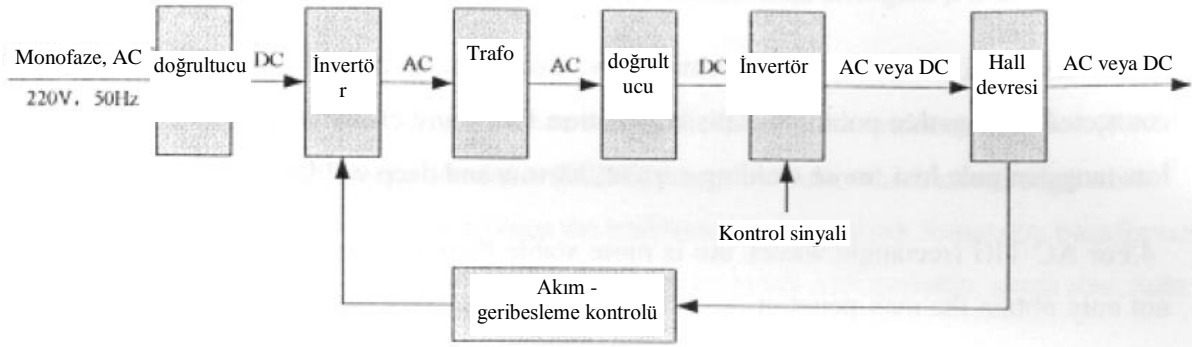 Monofaze, AC
220V, 50Hz
doğrultucu
DC
İnvertö
r
AC
Trafo
AC
doğrult
ucu
DC
İnvertör
AC veya DC
Hall
devresi
AC veya DC
Kontrol sinyali
Akım -
geribesleme kontrolü